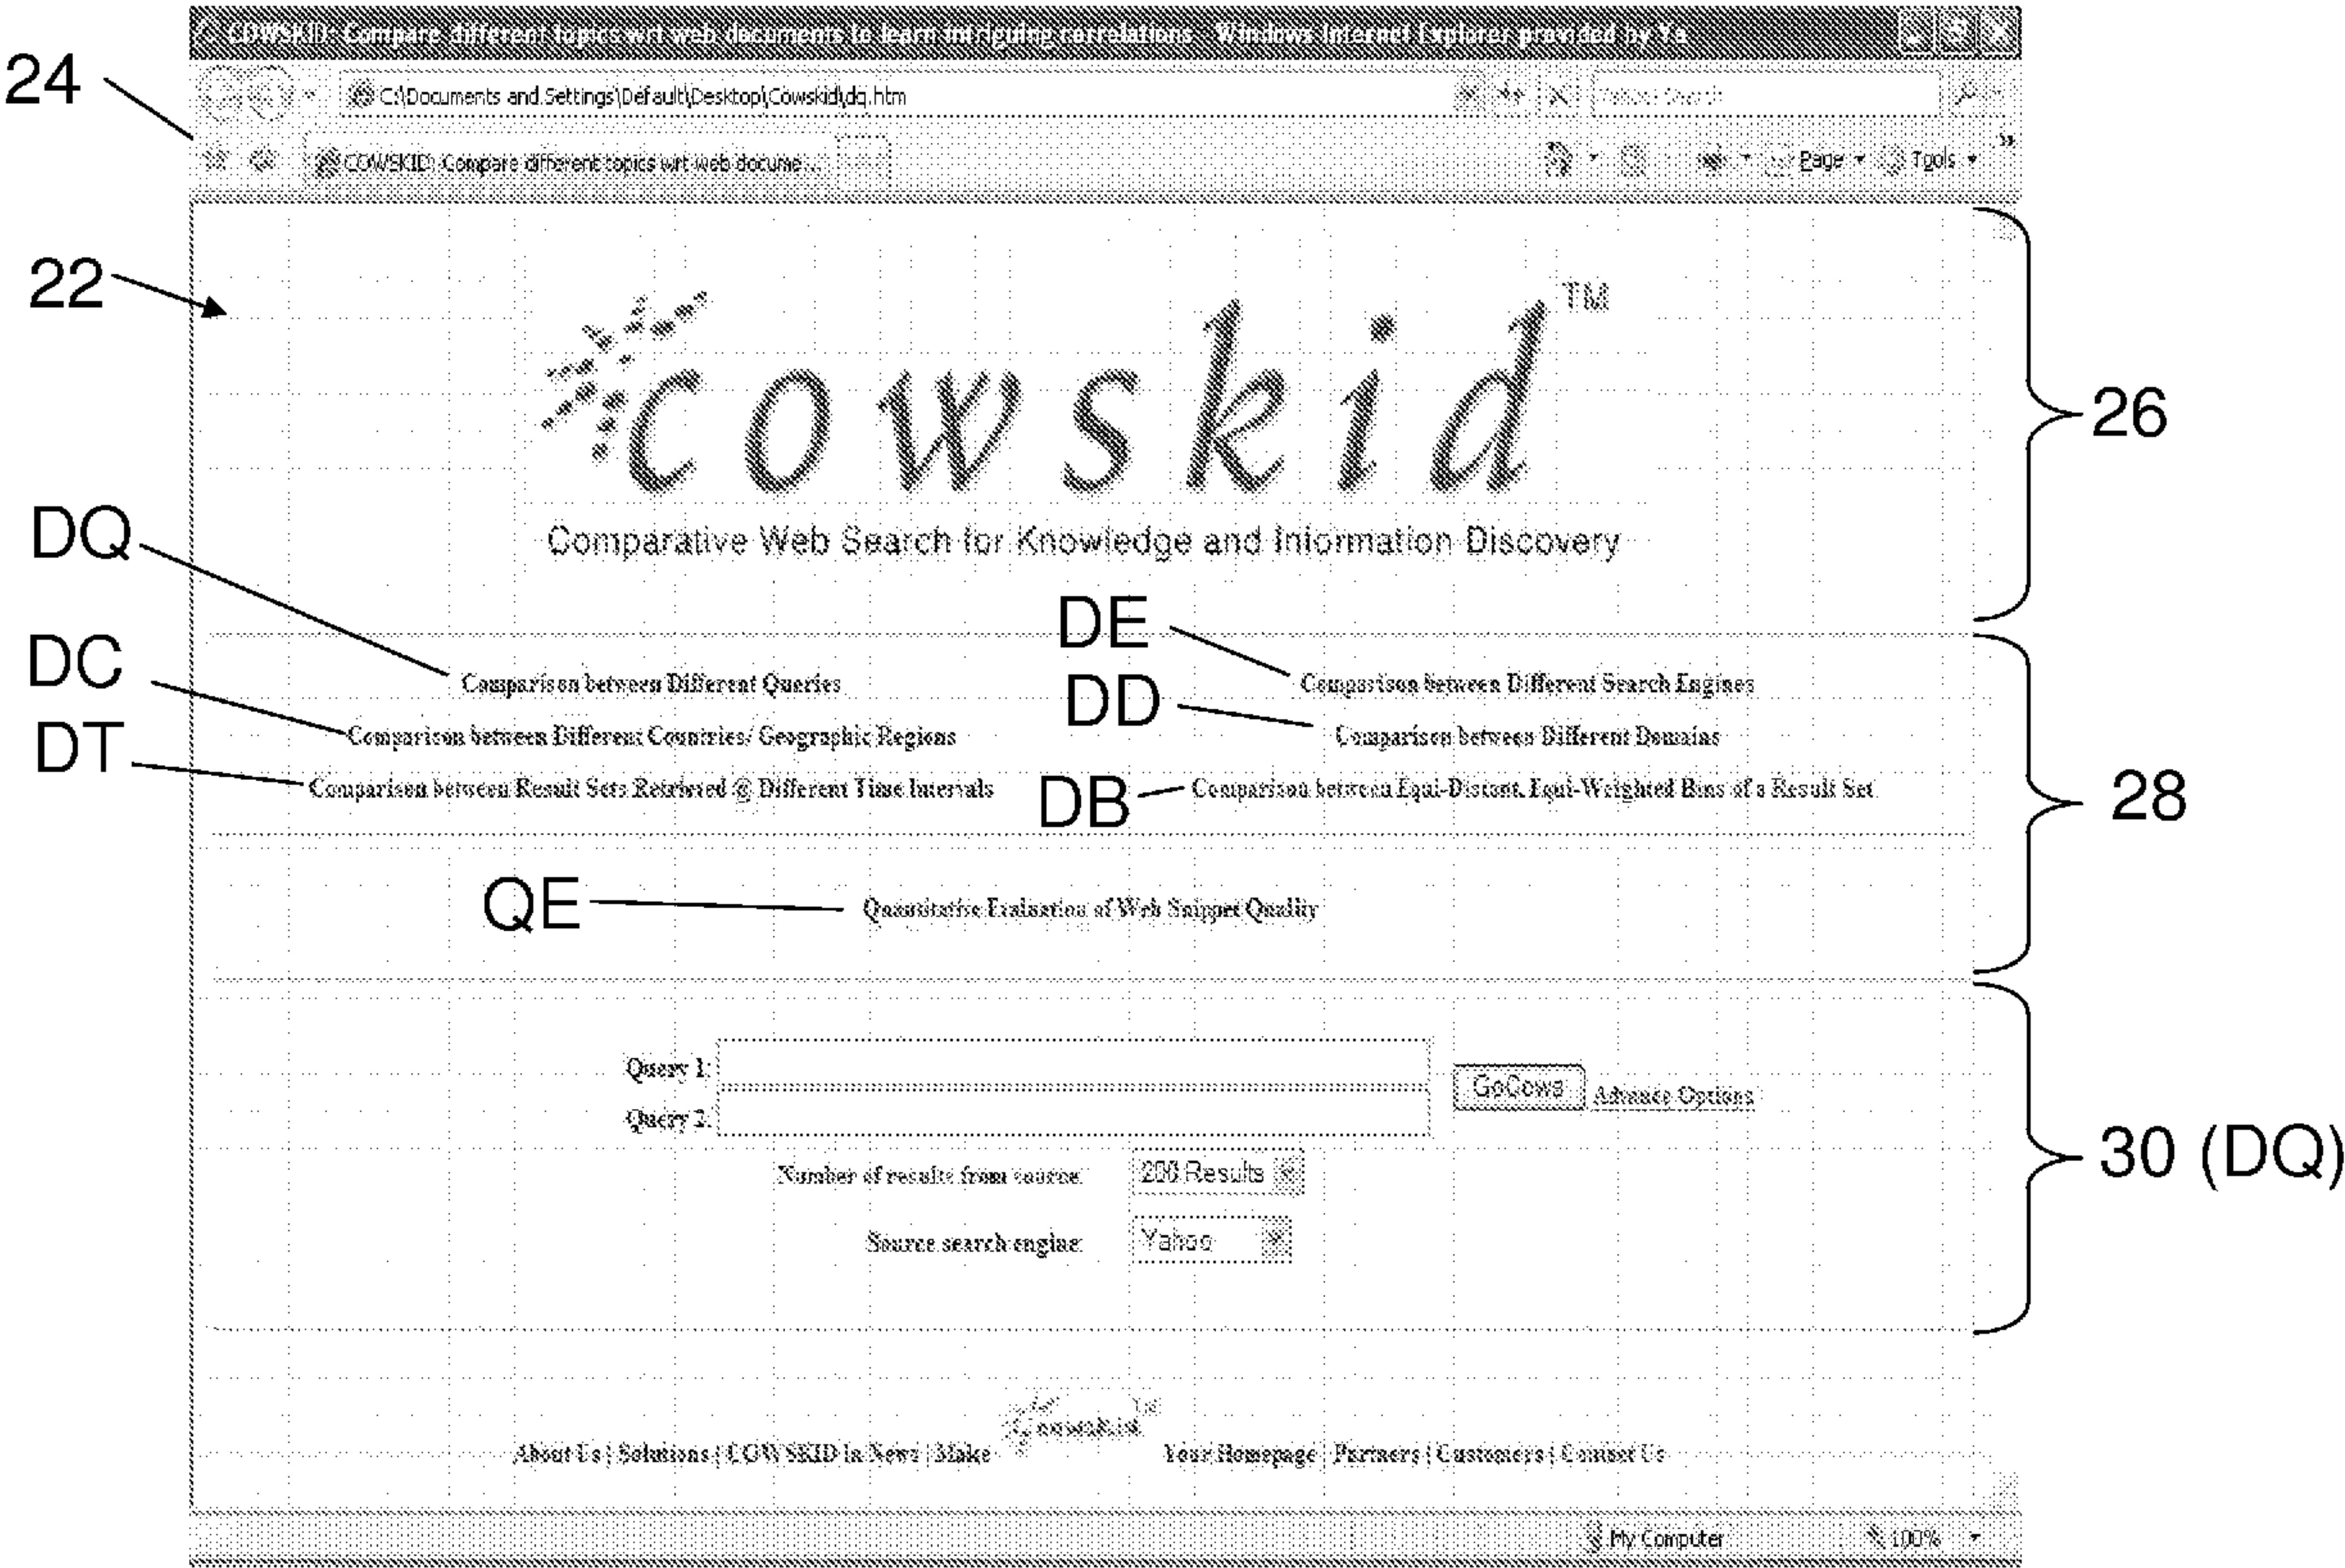 COWSKID: Compare different topics wrt web documents to learn intriguing correlations - Windows Internet Explorer provided by Ya
24
C:\Documents and Settings\Default\Desktop\Cowskid\dq.htm
Yahoo! Search
COWSKID: Compare different topics wrt web docume...
Page
Tools
»
22
cowskid TM
26
Comparative Web Search for Knowledge and Information Discovery
DQ
DE
Comparison between Different Queries
Comparison between Different Search Engines
DC
DD
Comparison between Different Countries/ Geographic Regions
Comparison between Different Domains
DT
DB
Comparison between Result Sets Retrieved @ Different Time Intervals
Comparison between Equi-Distant, Equi-Weighted Bins of a Result Set
28
QE
Quantitative Evaluation of Web Snippet Quality
Query 1:
GoCows Advance Options
Query 2:
30 (DQ)
Number of results from source: 200 Results
Source search engine: Yahoo
cowskid
About Us | Solutions | COWSKID in News | Make
Your Homepage | Partners | Customers | Contact Us
My Computer
100%